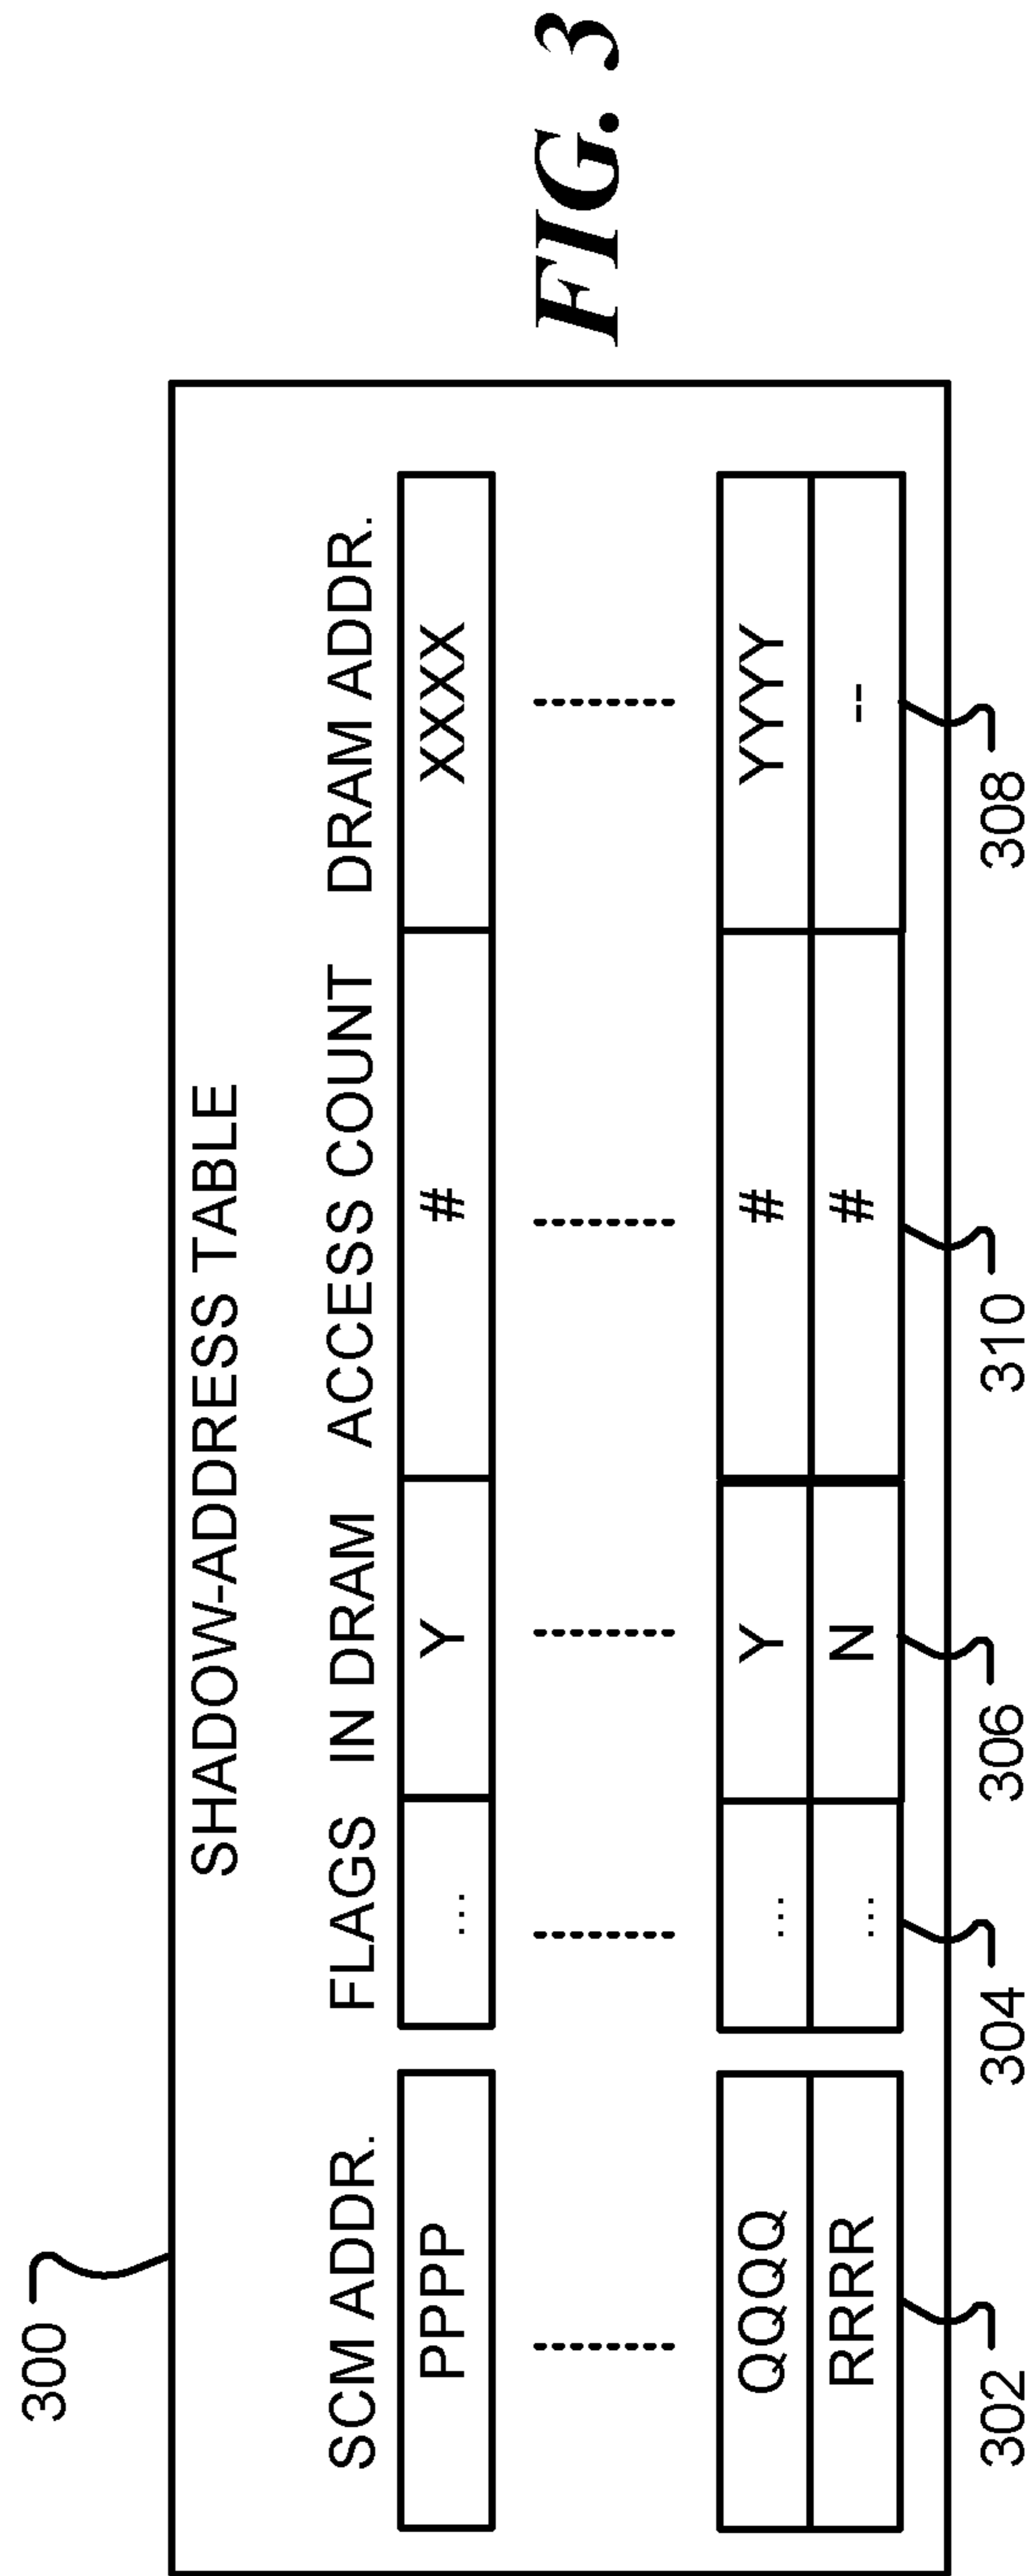 300
SHADOW-ADDRESS TABLE
SCM ADDR. FLAGS IN DRAM ACCESS COUNT DRAM ADDR.
PPPP ... Y # XXXX
QQQQ ... Y # YYYY
RRRR ... N # --
302 304 306 310 308
FIG. 3